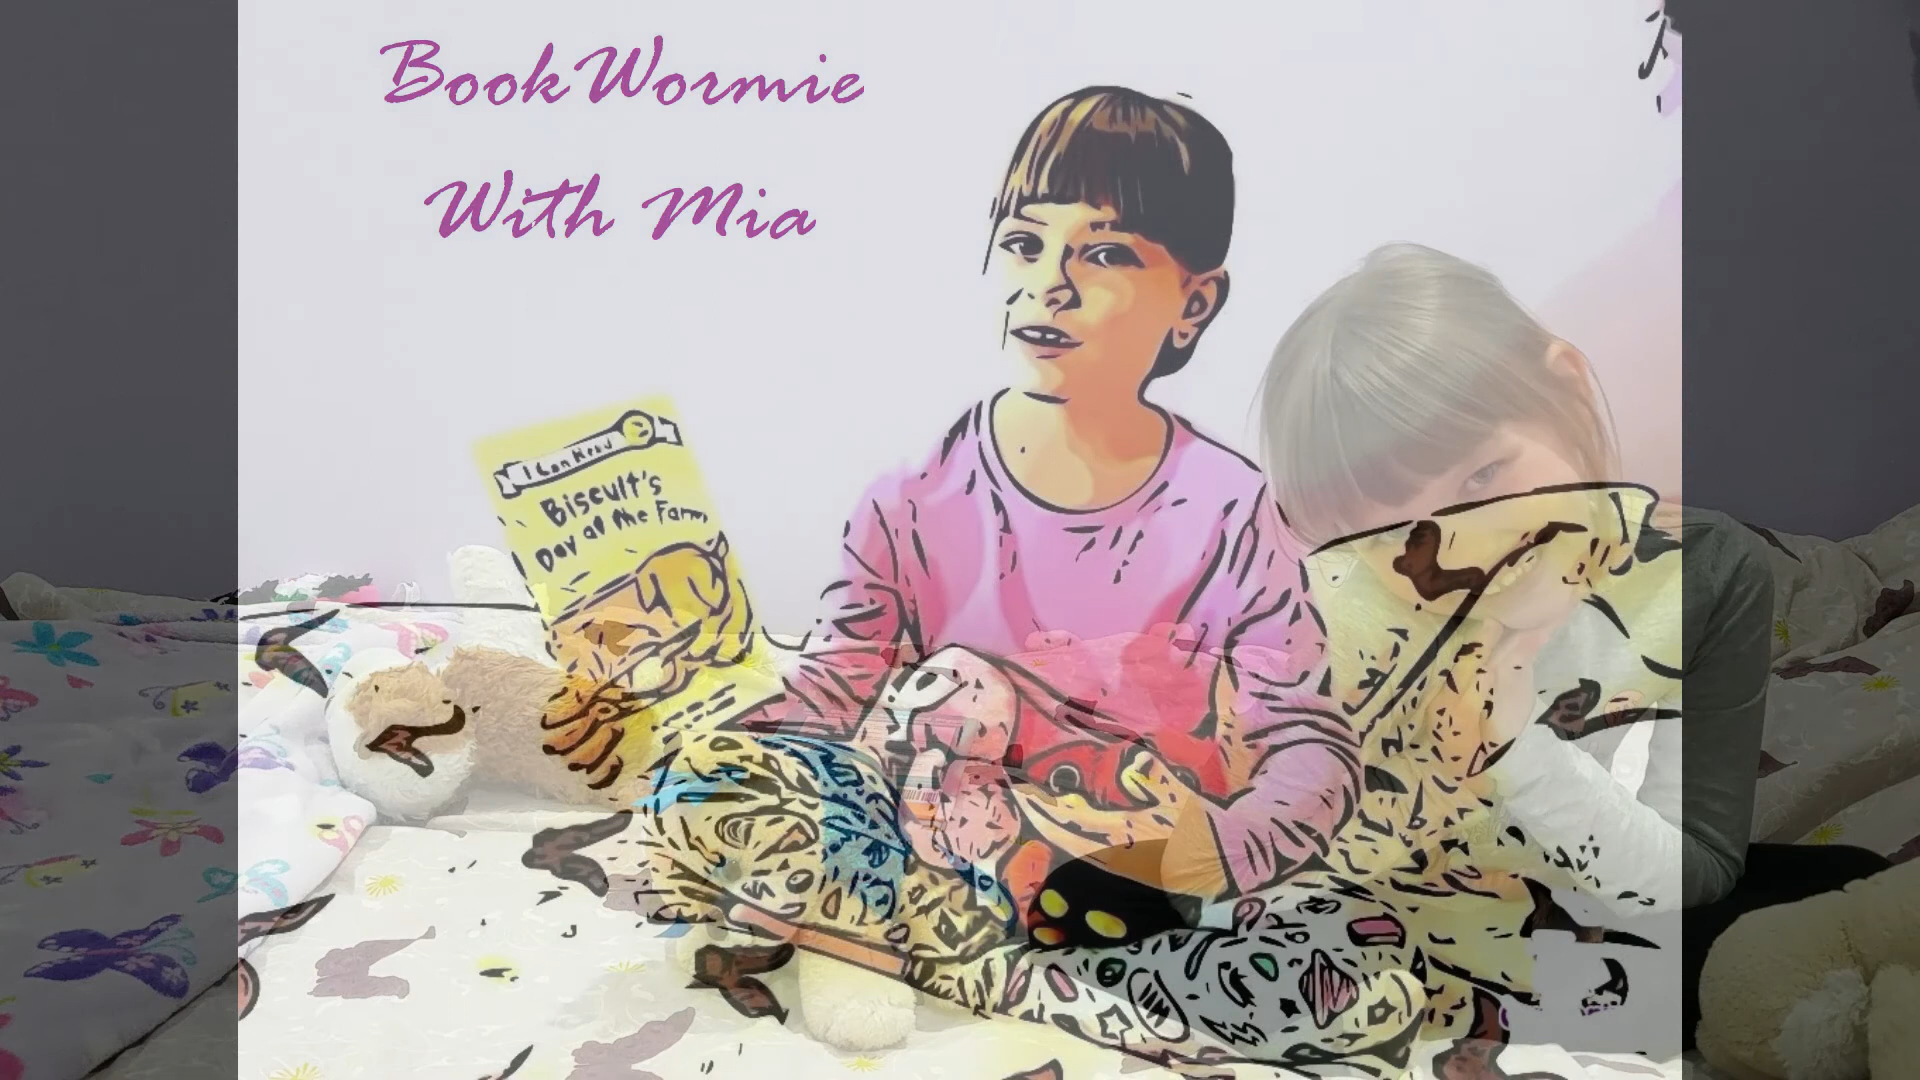 BookWormie
With Mia
I Can Read
Biscuit's
Day at the Farm